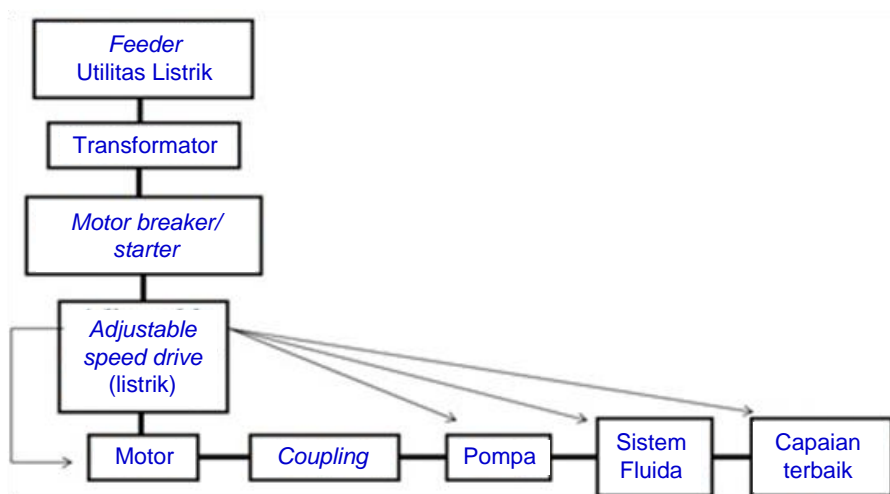 Feeder
Utilitas Listrik
Transformator
Motor breaker/
starter
Adjustable
speed drive
(listrik)
Motor
Coupling
Pompa
Sistem
Fluida
Capaian
terbaik